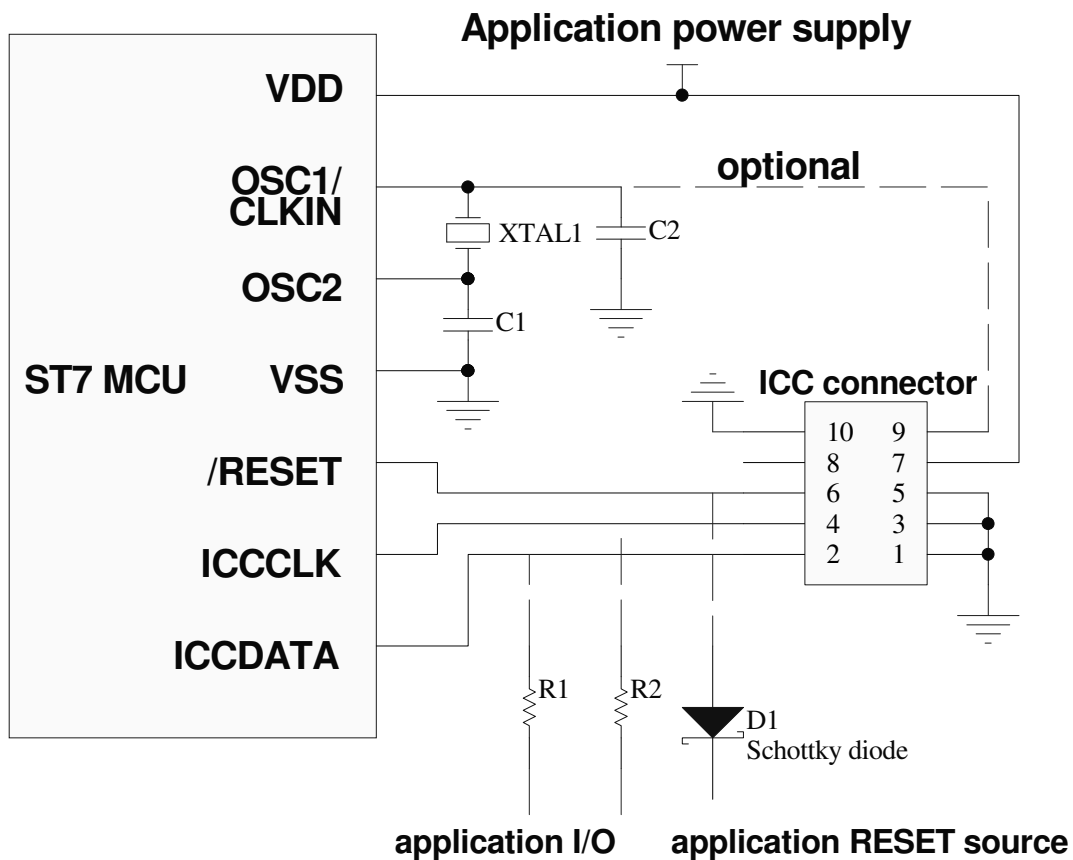 Application power supply
VDD
optional
OSC1/
CLKIN
XTAL1
C2
OSC2
C1
ST7 MCU
VSS
ICC connector
10 9
8 7
/RESET
6 5
4 3
ICCCLK
2 1
ICCDATA
R1
R2
D1
Schottky diode
application I/O
application RESET source